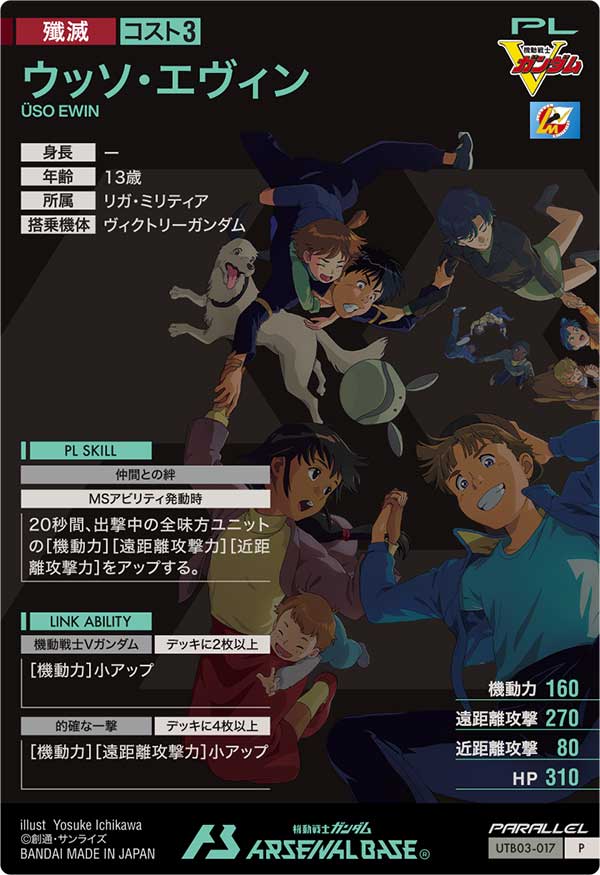 殲滅 コスト3
PL
機動戦士
Vガンダム
LM
ウッソ・エヴィン
ÜSO EWIN
身長 ー
年齢 13歳
所属 リガ・ミリティア
搭乗機体 ヴィクトリーガンダム
PL SKILL
仲間との絆
MSアビリティ発動時
20秒間、出撃中の全味方ユニット
の[機動力][遠距離攻撃力][近距
離攻撃力]をアップする。
LINK ABILITY
機動戦士Vガンダム デッキに2枚以上
[機動力]小アップ
的確な一撃 デッキに4枚以上
[機動力][遠距離攻撃力]小アップ
機動力 160
遠距離攻撃 270
近距離攻撃 80
HP 310
illust Yosuke Ichikawa
©創通・サンライズ
BANDAI MADE IN JAPAN
機動戦士ガンダム
ARSENAL BASE®
PARALLEL
UTB03-017 P